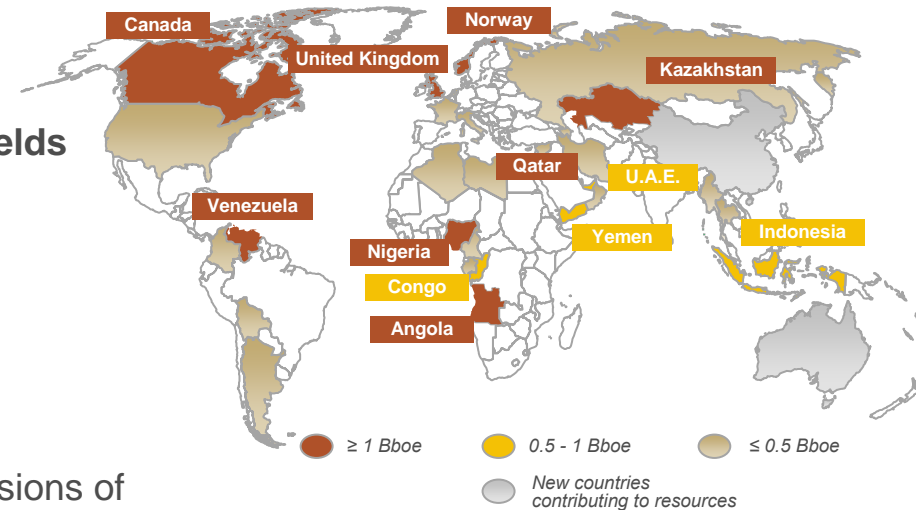 Canada
Norway
United Kingdom
Kazakhstan
elds
Qatar
U.A.E.
Venezuela
Nigeria
Yemen
Indonesia
Congo
Angola
≥ 1 Bboe
0.5 - 1 Bboe
≤ 0.5 Bboe
New countries
contributing to resources
sions of